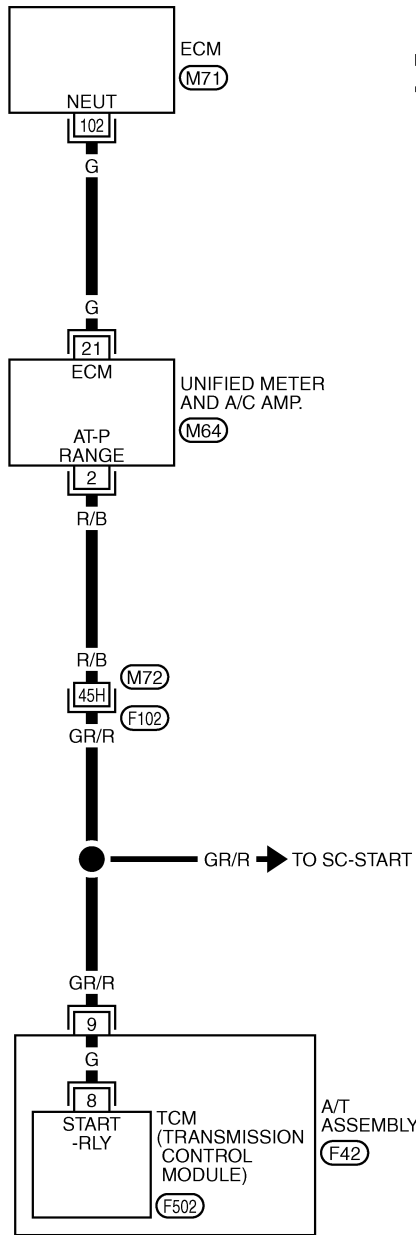 ECM
M71
NEUT
102
G
G
21
ECM
UNIFIED METER
AND A/C AMP.
M64
AT-P
RANGE
2
R/B
R/B
M72
45H
F102
GR/R
GR/R TO SC-START
GR/R
9
G
8
START
-RLY
TCM
(TRANSMISSION
CONTROL
MODULE)
F502
A/T
ASSEMBLY
F42